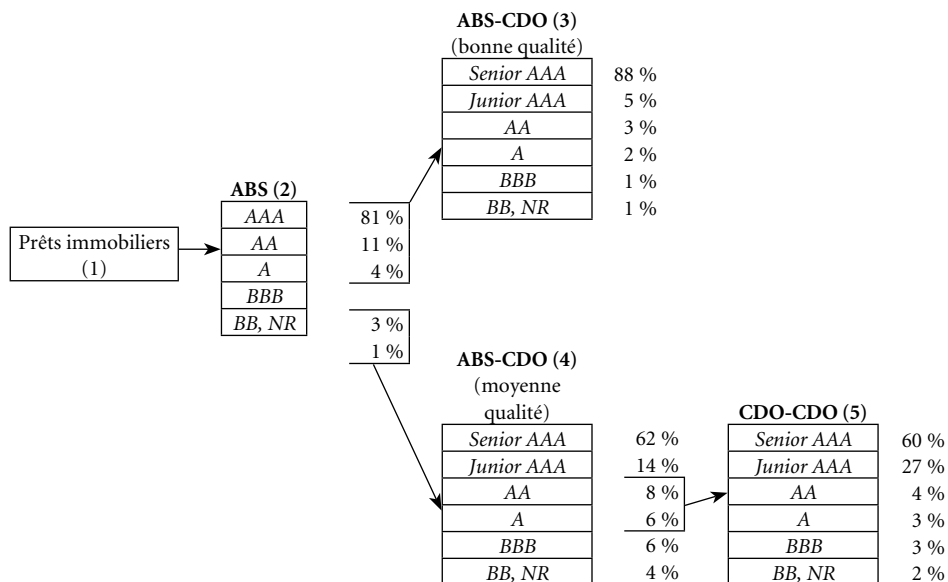 ABS-CDO (3)
(bonne qualité)
Senior AAA 88 %
Junior AAA 5 %
AA 3 %
A 2 %
BBB 1 %
BB, NR 1 %
Prêts immobiliers
(1)
ABS (2)
AAA 81 %
AA 11 %
A 4 %
BBB 3 %
BB, NR 1 %
ABS-CDO (4)
(moyenne
qualité)
Senior AAA 62 %
Junior AAA 14 %
AA 8 %
A 6 %
BBB 6 %
BB, NR 4 %
CDO-CDO (5)
Senior AAA 60 %
Junior AAA 27 %
AA 4 %
A 3 %
BBB 3 %
BB, NR 2 %